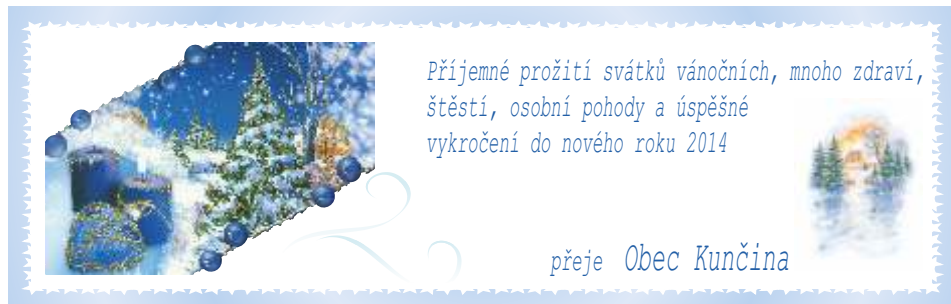 Příjemné prožití svátků vánočních, mnoho zdraví,
štěstí, osobní pohody a úspěšné
vykročení do nového roku 2014
přeje Obec Kunčina